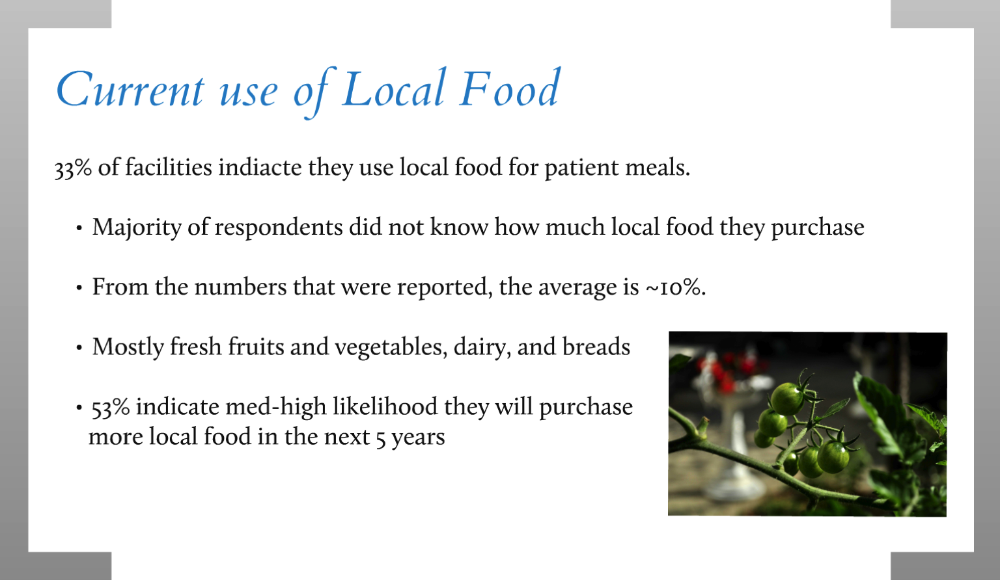 Current use of Local Food
33% of facilities indiacte they use local food for patient meals.
• Majority of respondents did not know how much local food they purchase
• From the numbers that were reported, the average is ~10%.
• Mostly fresh fruits and vegetables, dairy, and breads
• 53% indicate med-high likelihood they will purchase
more local food in the next 5 years